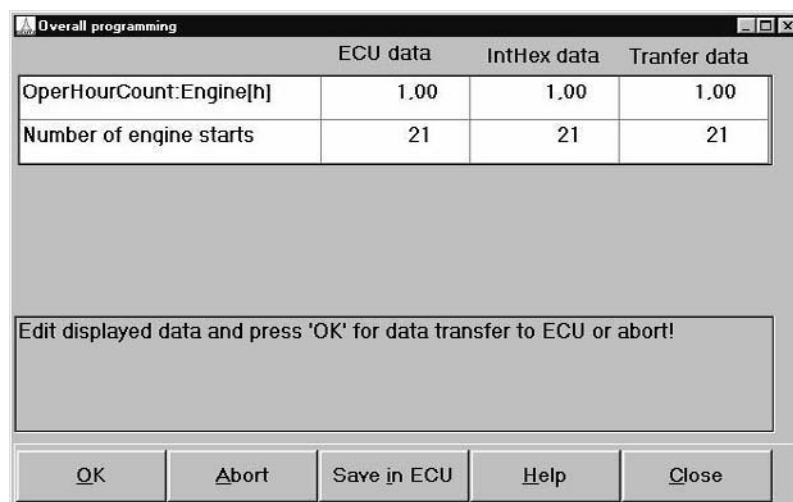 Overall programming
ECU data IntHex data Tranfer data
OperHourCount:Engine[h] 1,00 1,00 1,00
Number of engine starts 21 21 21
Edit displayed data and press 'OK' for data transfer to ECU or abort!
OK Abort Save in ECU Help Close